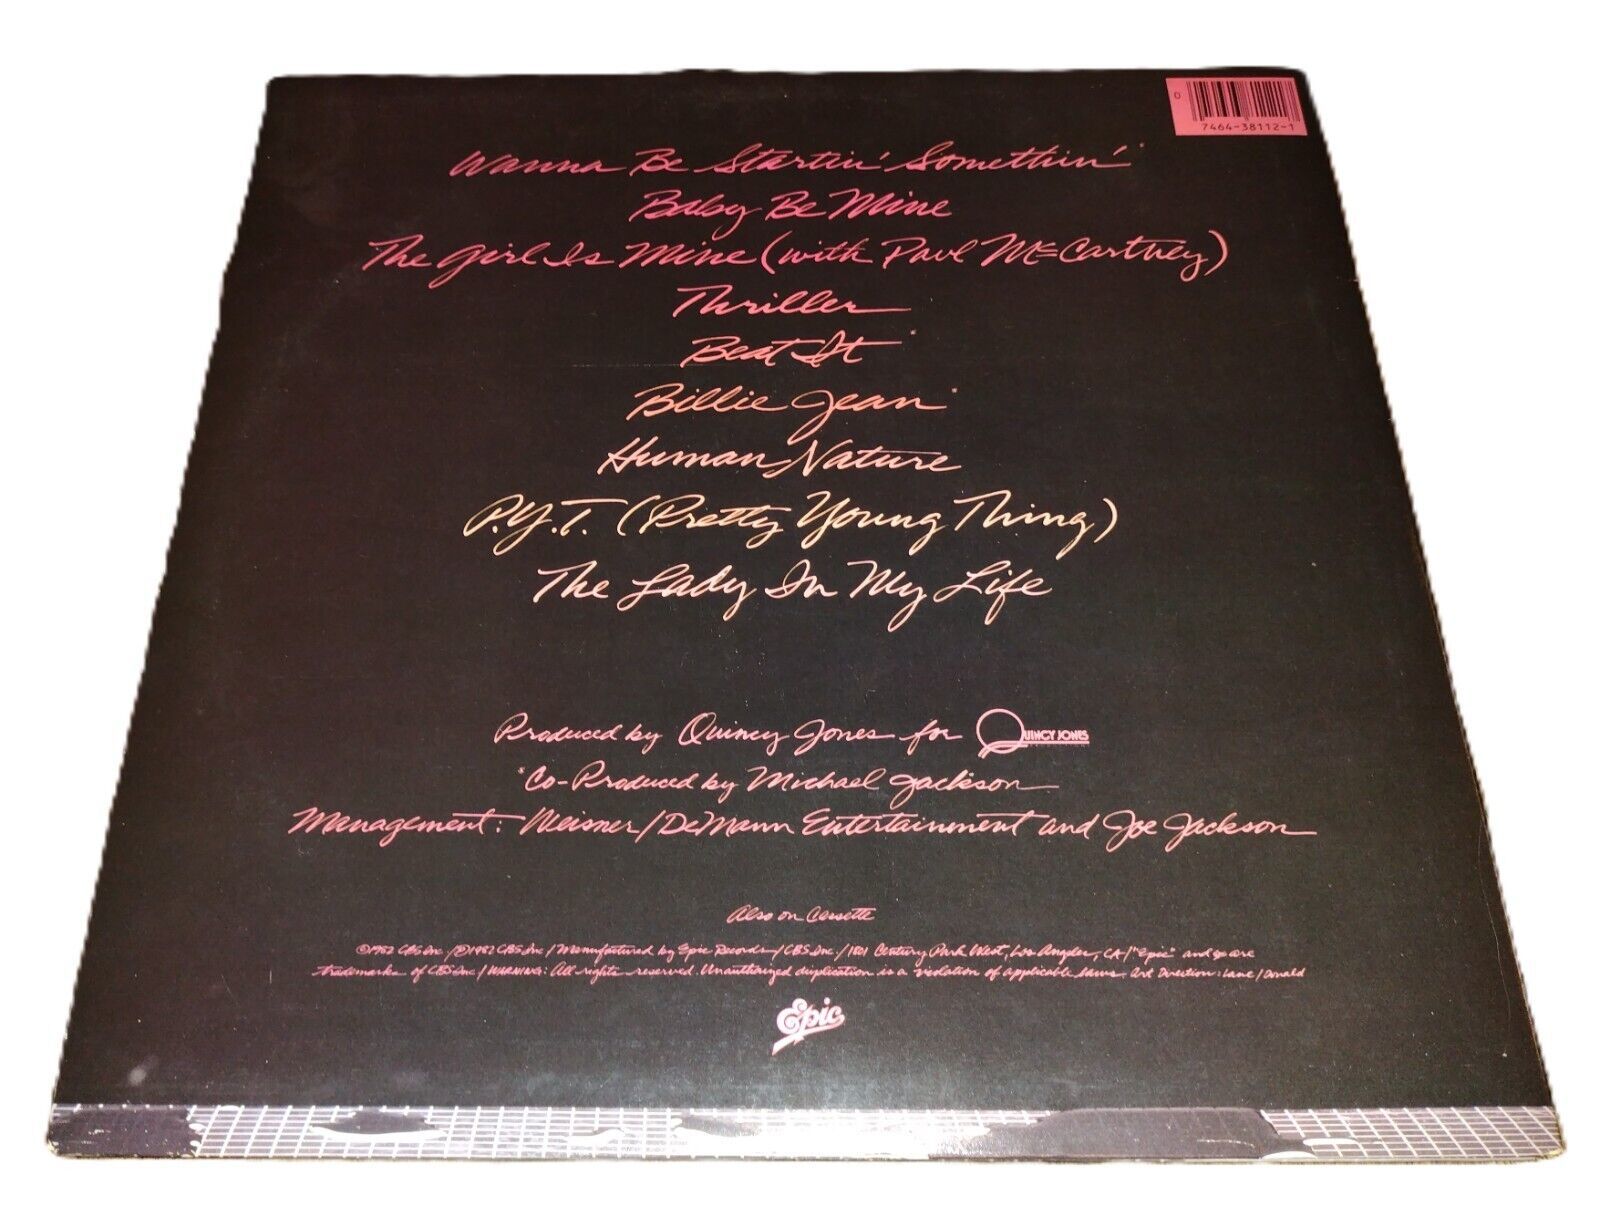 0
7464-38112-1
Wanna Be Startin' Somethin'*
Baby Be Mine
The Girl Is Mine (with Paul McCartney)
Thriller
Beat It*
Billie Jean*
Human Nature
P.Y.T. (Pretty Young Thing)
The Lady In My Life
Produced by Quincy Jones for QUINCY JONES
*Co-Produced by Michael Jackson
Management: Weisner/DeMann Entertainment and Joe Jackson
Also on Cassette
©1982 CBS Inc./℗1982 CBS Inc/Manufactured by Epic Records/CBS Inc./1801 Century Park West, Los Angeles, CA/"Epic" and are
trademarks of CBS Inc/WARNING: All rights reserved. Unauthorized duplication is a violation of applicable laws. Art Direction: Lane/Donald
Epic